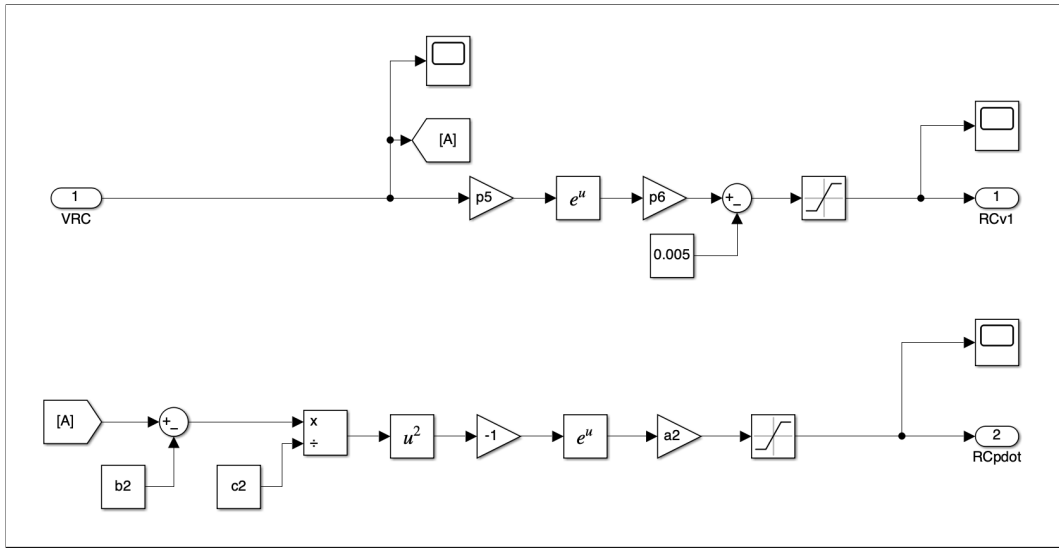 [A]
1
VRC
p5
e^u
p6
+
-
0.005
1
RCv1
[A]
+
-
b2
x
÷
c2
u^2
-1
e^u
a2
2
RCpdot